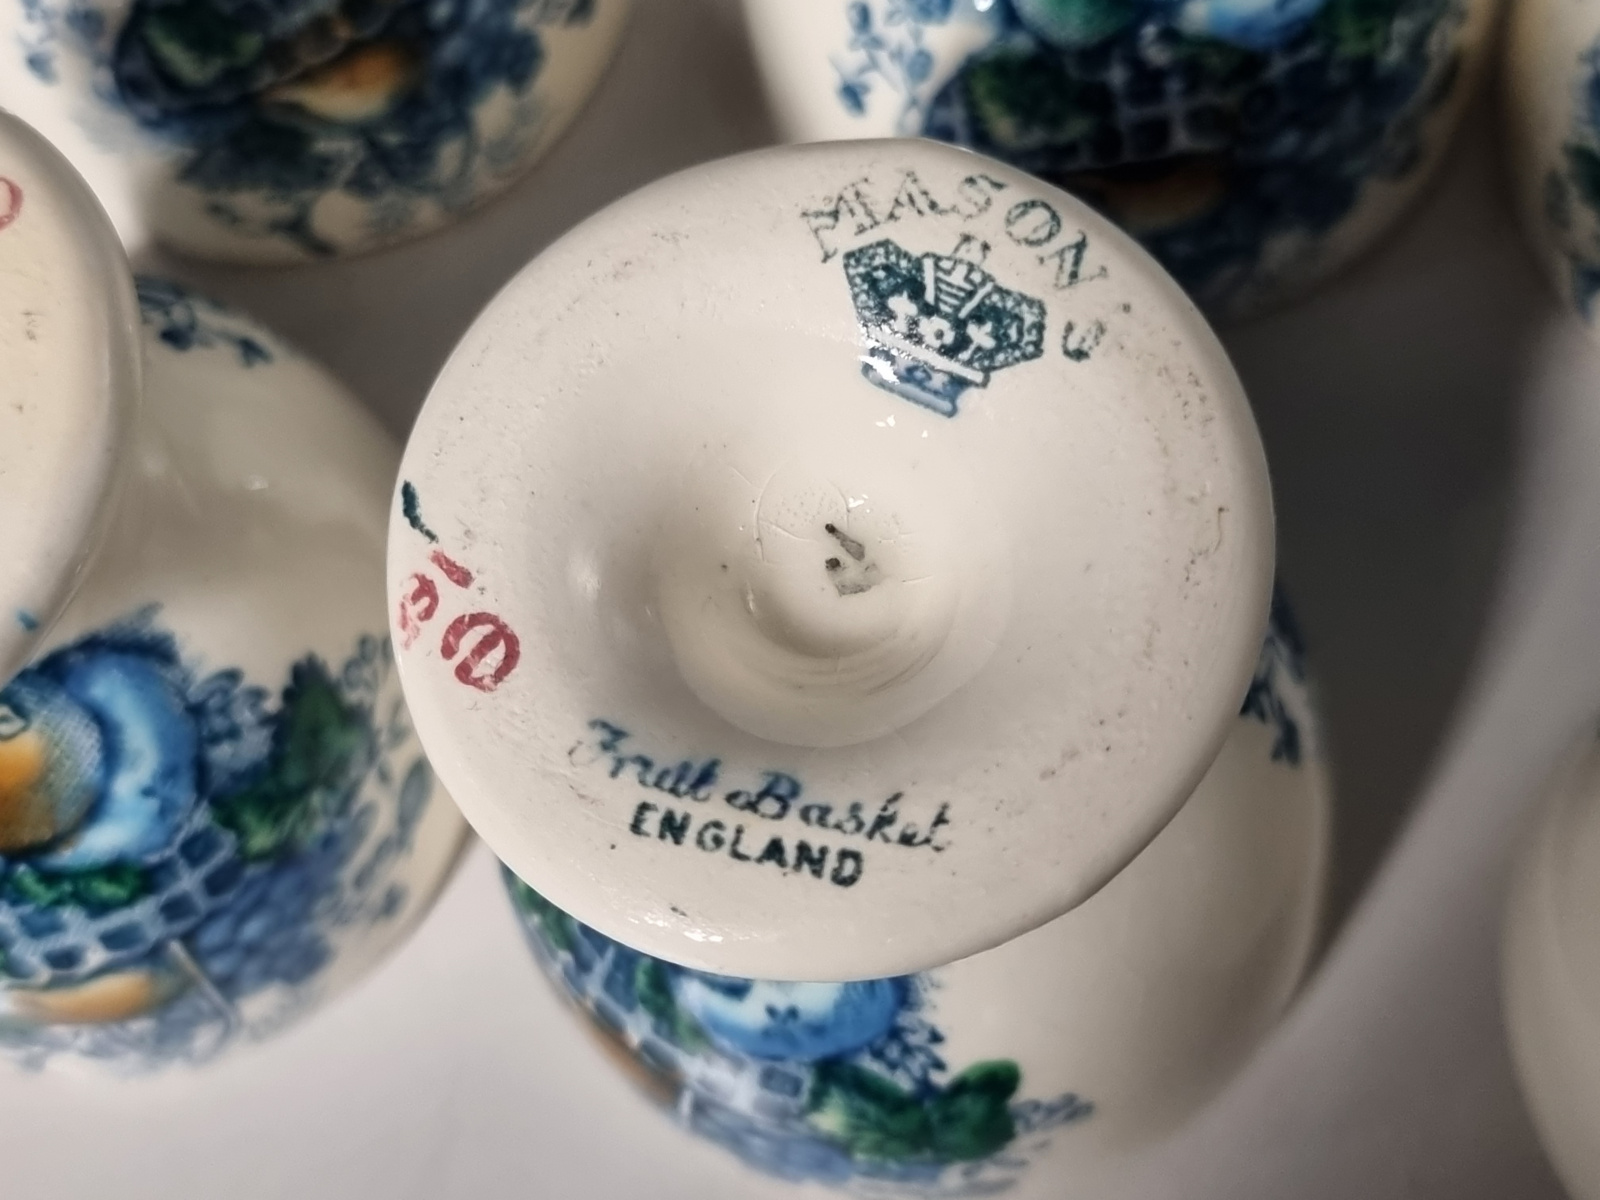 MASON'S
Fruit Basket
ENGLAND